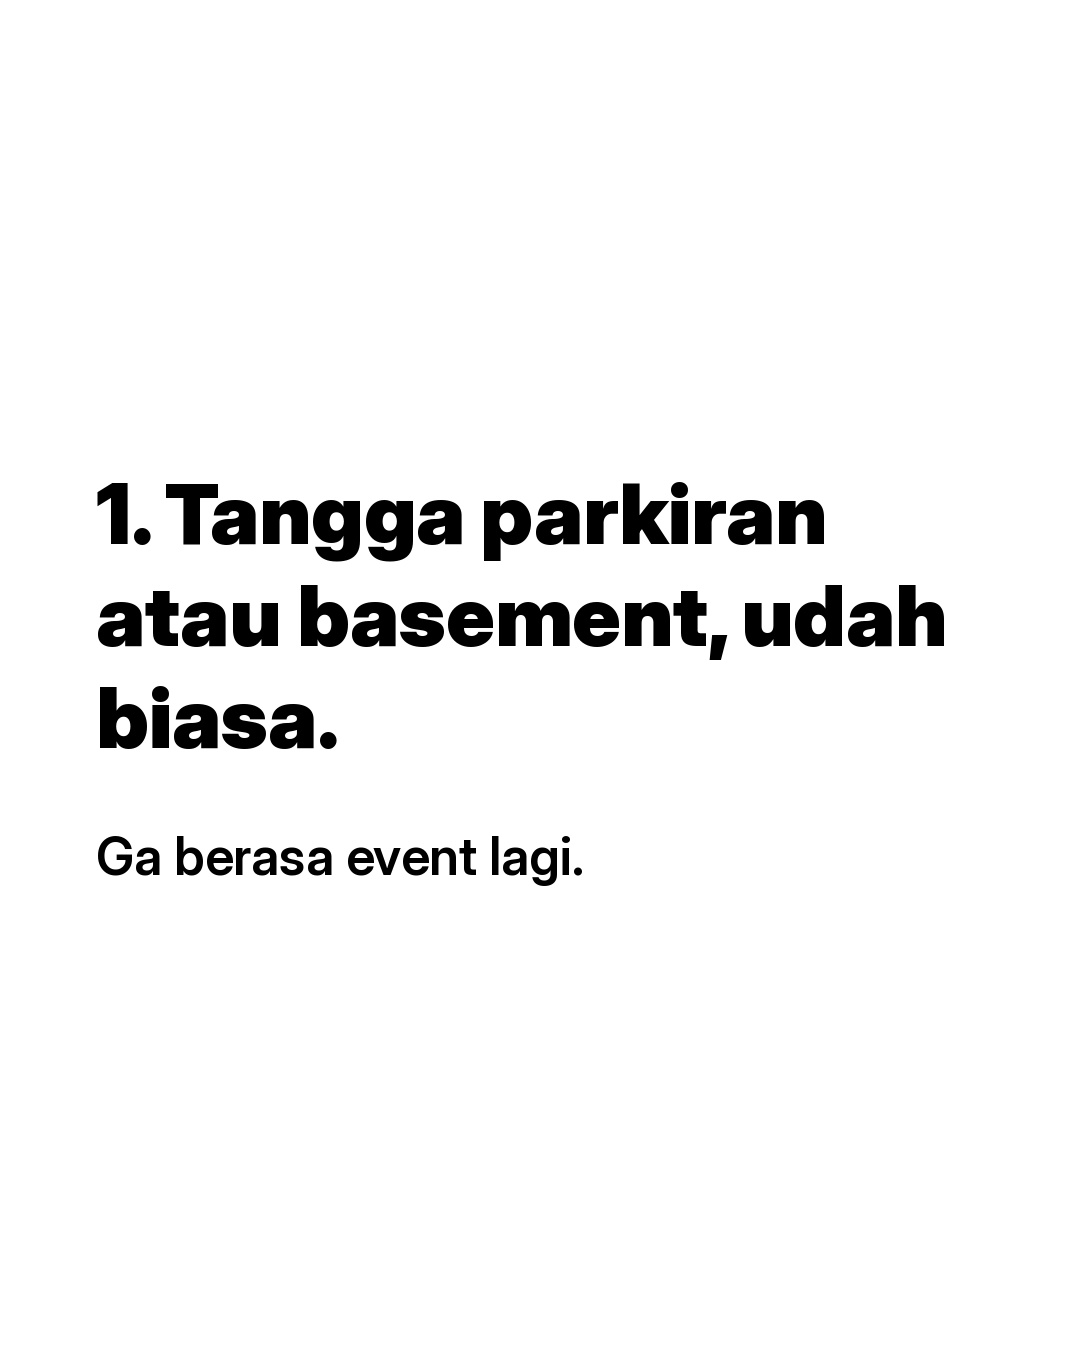 1. Tangga parkiran
atau basement, udah
biasa.
Ga berasa event lagi.